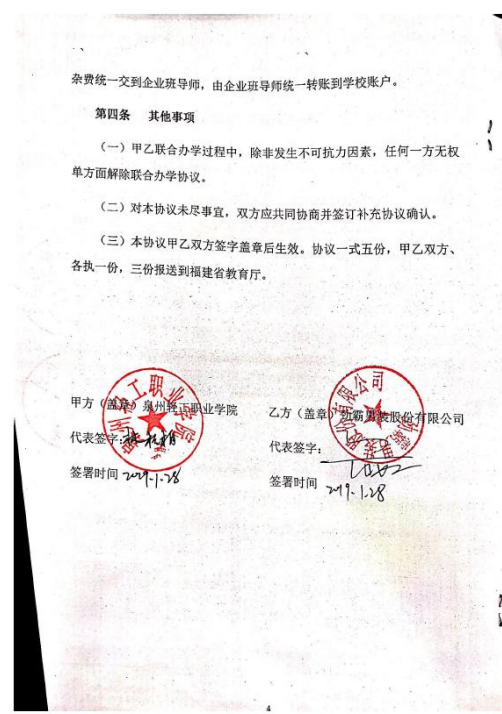 杂费统一交到企业班导师,由企业班导师统一转账到学校账户。
第四条 其他事项
(一)甲乙联合办学过程中,除非发生不可抗力因素,任何一方无权
单方面解除联合办学协议。
(二)对本协议未尽事宜,双方应共同协商并签订补充协议确认。
(三)本协议甲乙双方签字盖章后生效。协议一式五份,甲乙双方、
各执一份,三份报送到福建省教育厅。
甲方(盖章)泉州轻工职业学院
乙方(盖章)劲霸男装股份有限公司
代表签字:
代表签字:
签署时间 2019.1.28
签署时间 2019.1.28
4